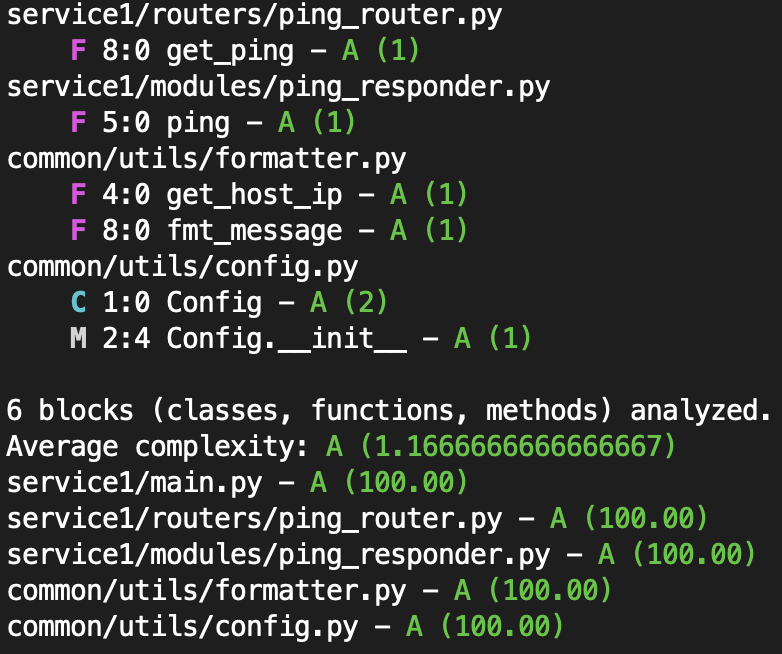 service1/routers/ping_router.py
    F 8:0 get_ping - A (1)
service1/modules/ping_responder.py
    F 5:0 ping - A (1)
common/utils/formatter.py
    F 4:0 get_host_ip - A (1)
    F 8:0 fmt_message - A (1)
common/utils/config.py
    C 1:0 Config - A (2)
    M 2:4 Config.__init__ - A (1)

6 blocks (classes, functions, methods) analyzed.
Average complexity: A (1.1666666666666667)
service1/main.py - A (100.00)
service1/routers/ping_router.py - A (100.00)
service1/modules/ping_responder.py - A (100.00)
common/utils/formatter.py - A (100.00)
common/utils/config.py - A (100.00)